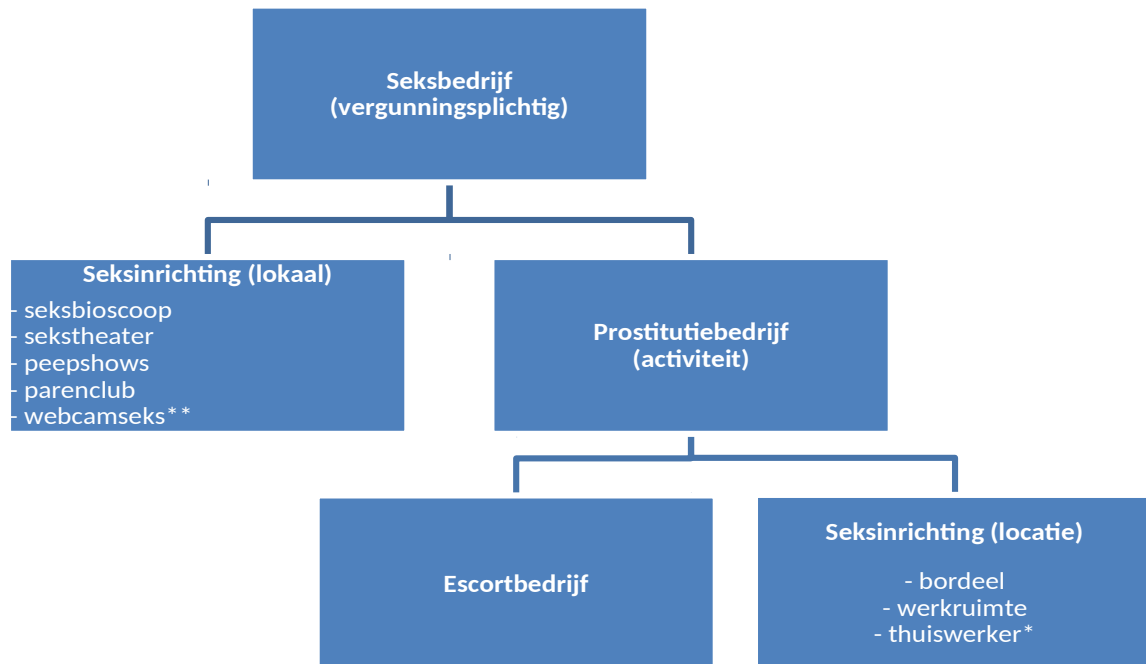 Seksbedrijf
(vergunningsplichtig)
Seksinrichting (lokaal)
- seksbioscoop
- sekstheater
- peepshows
- parenclub
- webcamseks**
Prostitutiebedrijf
(activiteit)
Escortbedrijf
Seksinrichting (locatie)
- bordeel
- werkruimte
- thuiswerker*